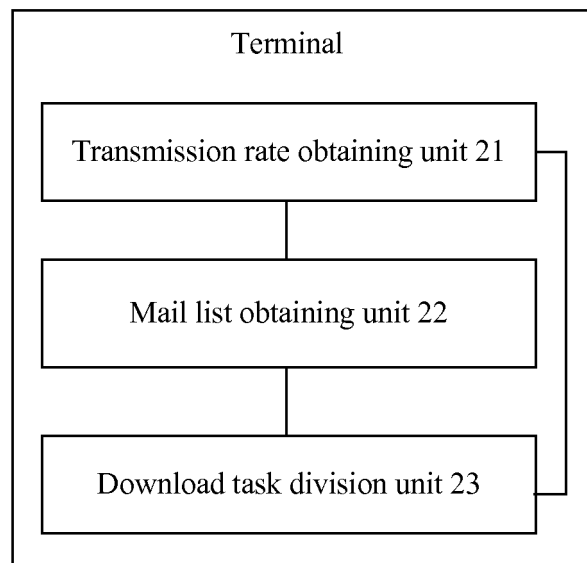 Terminal
Transmission rate obtaining unit 21
Mail list obtaining unit 22
Download task division unit 23